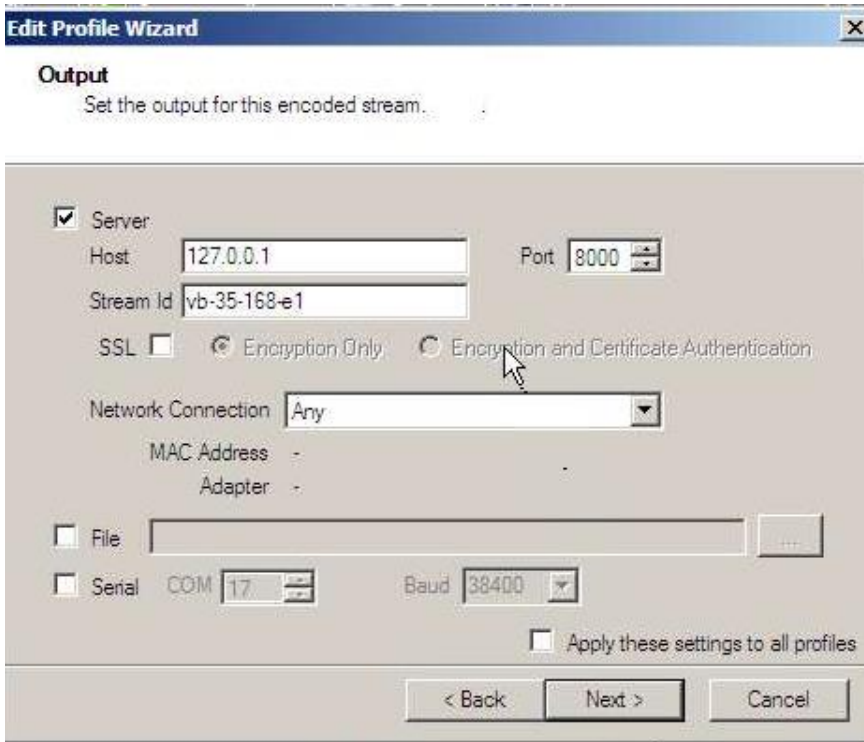 Edit Profile Wizard
Output
Set the output for this encoded stream.
Server
Host 127.0.0.1 Port 8000
Stream Id vb-35-168-e1
SSL Encryption Only Encryption and Certificate Authentication
Network Connection Any
MAC Address -
Adapter -
File ...
Serial COM 17 Baud 38400
Apply these settings to all profiles
< Back Next > Cancel